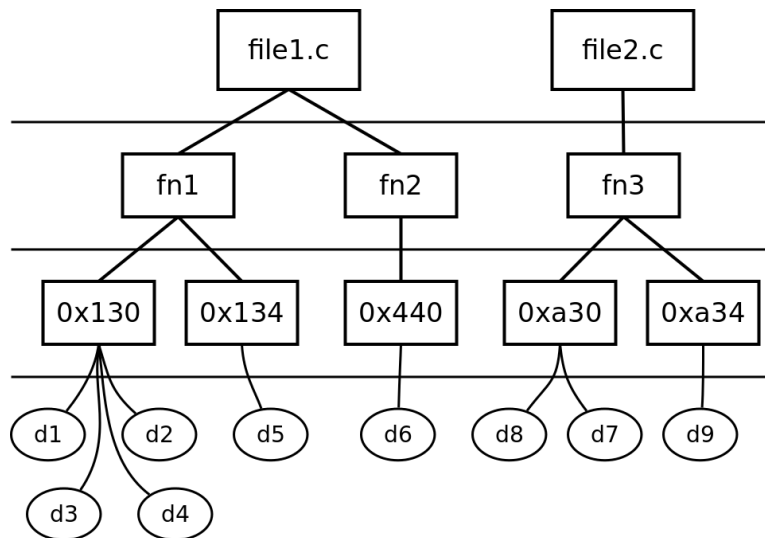 file1.c
file2.c
fn1
fn2
fn3
0x130
0x134
0x440
0xa30
0xa34
d1
d2
d5
d6
d8
d7
d9
d3
d4